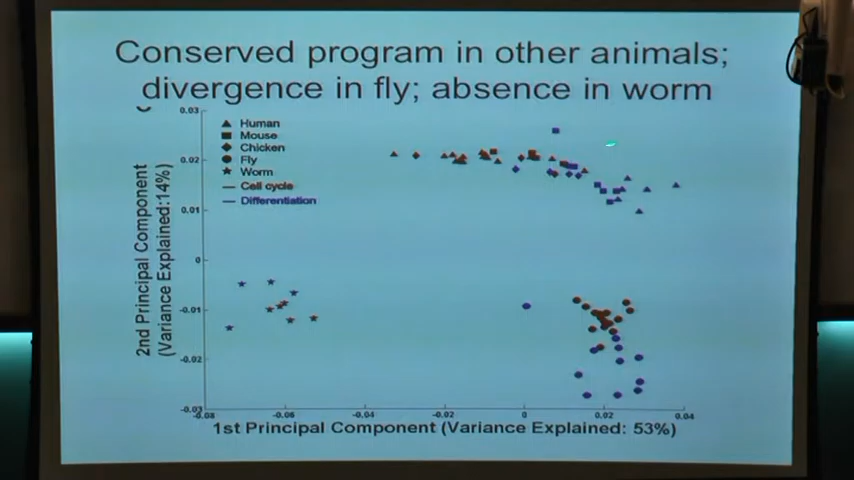 Conserved program in other animals;
divergence in fly; absence in worm
0.03
0.02
0.01
0
-0.01
-0.02
-0.03
2nd Principal Component
(Variance Explained:14%)
Human
Mouse
Chicken
Fly
Worm
Cell cycle
Differentiation
-0.08
-0.06
-0.04
-0.02
0
0.02
0.04
1st Principal Component (Variance Explained: 53%)